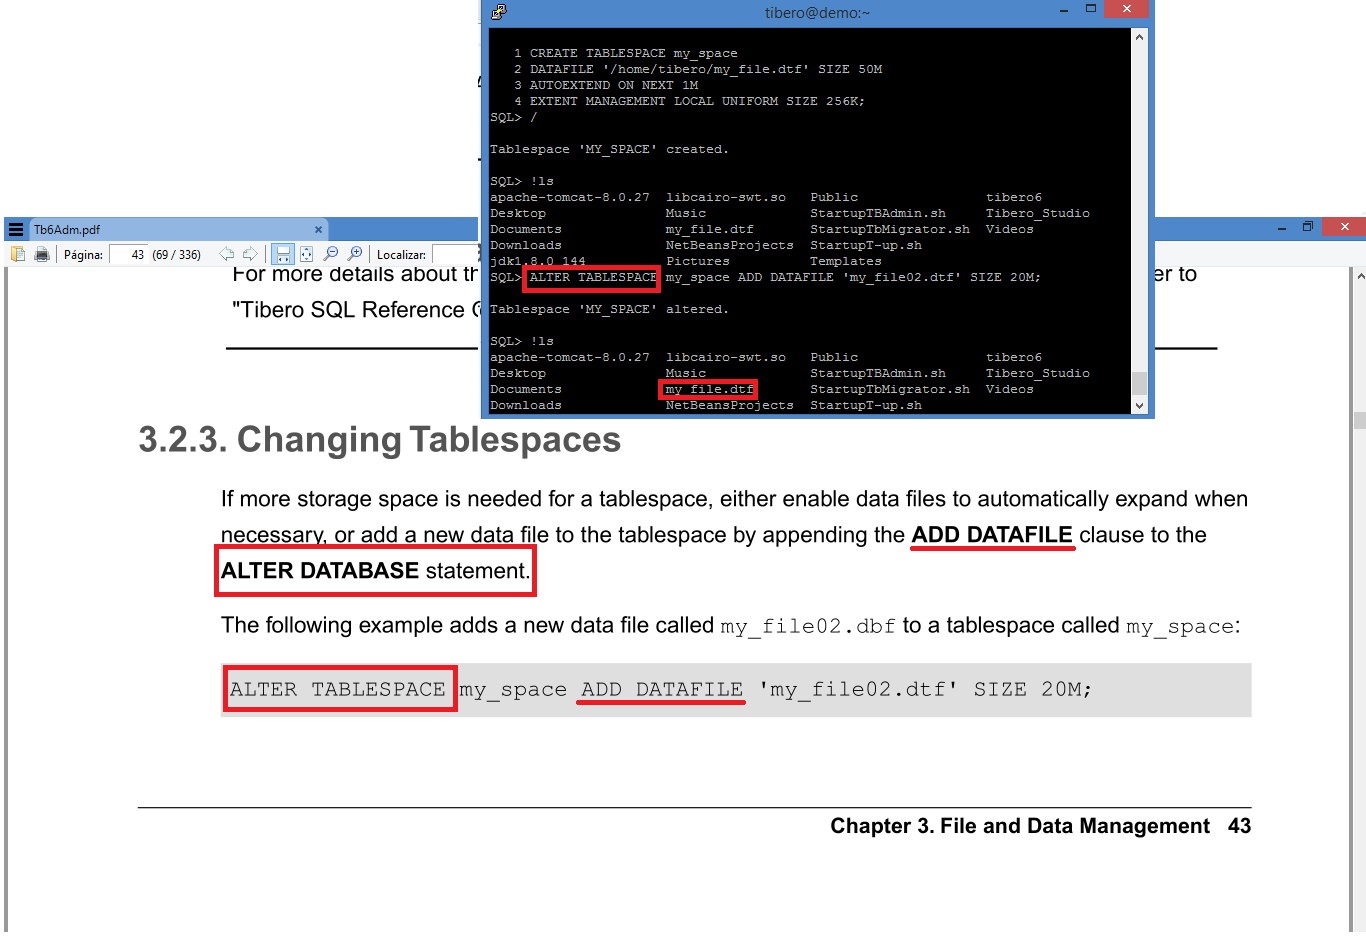 tibero@demo:~
1 CREATE TABLESPACE my_space
2 DATAFILE '/home/tibero/my_file.dtf' SIZE 50M
3 AUTOEXTEND ON NEXT 1M
4 EXTENT MANAGEMENT LOCAL UNIFORM SIZE 256K;
SQL> /
Tablespace 'MY_SPACE' created.
SQL> !ls
apache-tomcat-8.0.27 libcairo-swt.so Public tibero6
Desktop Music StartupTBAdmin.sh Tibero_Studio
Documents my_file.dtf StartupTbMigrator.sh Videos
Downloads NetBeansProjects StartupT-up.sh
jdk1.8.0_144 Pictures Templates
SQL> ALTER TABLESPACE my_space ADD DATAFILE 'my_file02.dtf' SIZE 20M;
Tablespace 'MY_SPACE' altered.
SQL> !ls
apache-tomcat-8.0.27 libcairo-swt.so Public tibero6
Desktop Music StartupTBAdmin.sh Tibero_Studio
Documents my_file.dtf StartupTbMigrator.sh Videos
Downloads NetBeansProjects StartupT-up.sh
Tb6Adm.pdf
Página: 43 (69 / 336) Localizar:
For more details about th er to
"Tibero SQL Reference
3.2.3. Changing Tablespaces
If more storage space is needed for a tablespace, either enable data files to automatically expand when
necessary, or add a new data file to the tablespace by appending the ADD DATAFILE clause to the
ALTER DATABASE statement.
The following example adds a new data file called my_file02.dbf to a tablespace called my_space:
ALTER TABLESPACE my_space ADD DATAFILE 'my_file02.dtf' SIZE 20M;
Chapter 3. File and Data Management 43